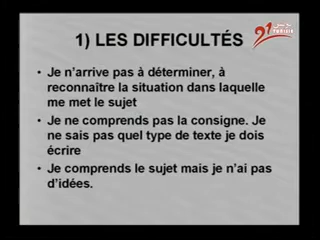 1) LES DIFFICULTÉS
21
• Je n'arrive pas à déterminer, à
reconnaître la situation dans laquelle
me met le sujet
• Je ne comprends pas la consigne. Je
ne sais pas quel type de texte je dois
écrire
• Je comprends le sujet mais je n'ai pas
d'idées.